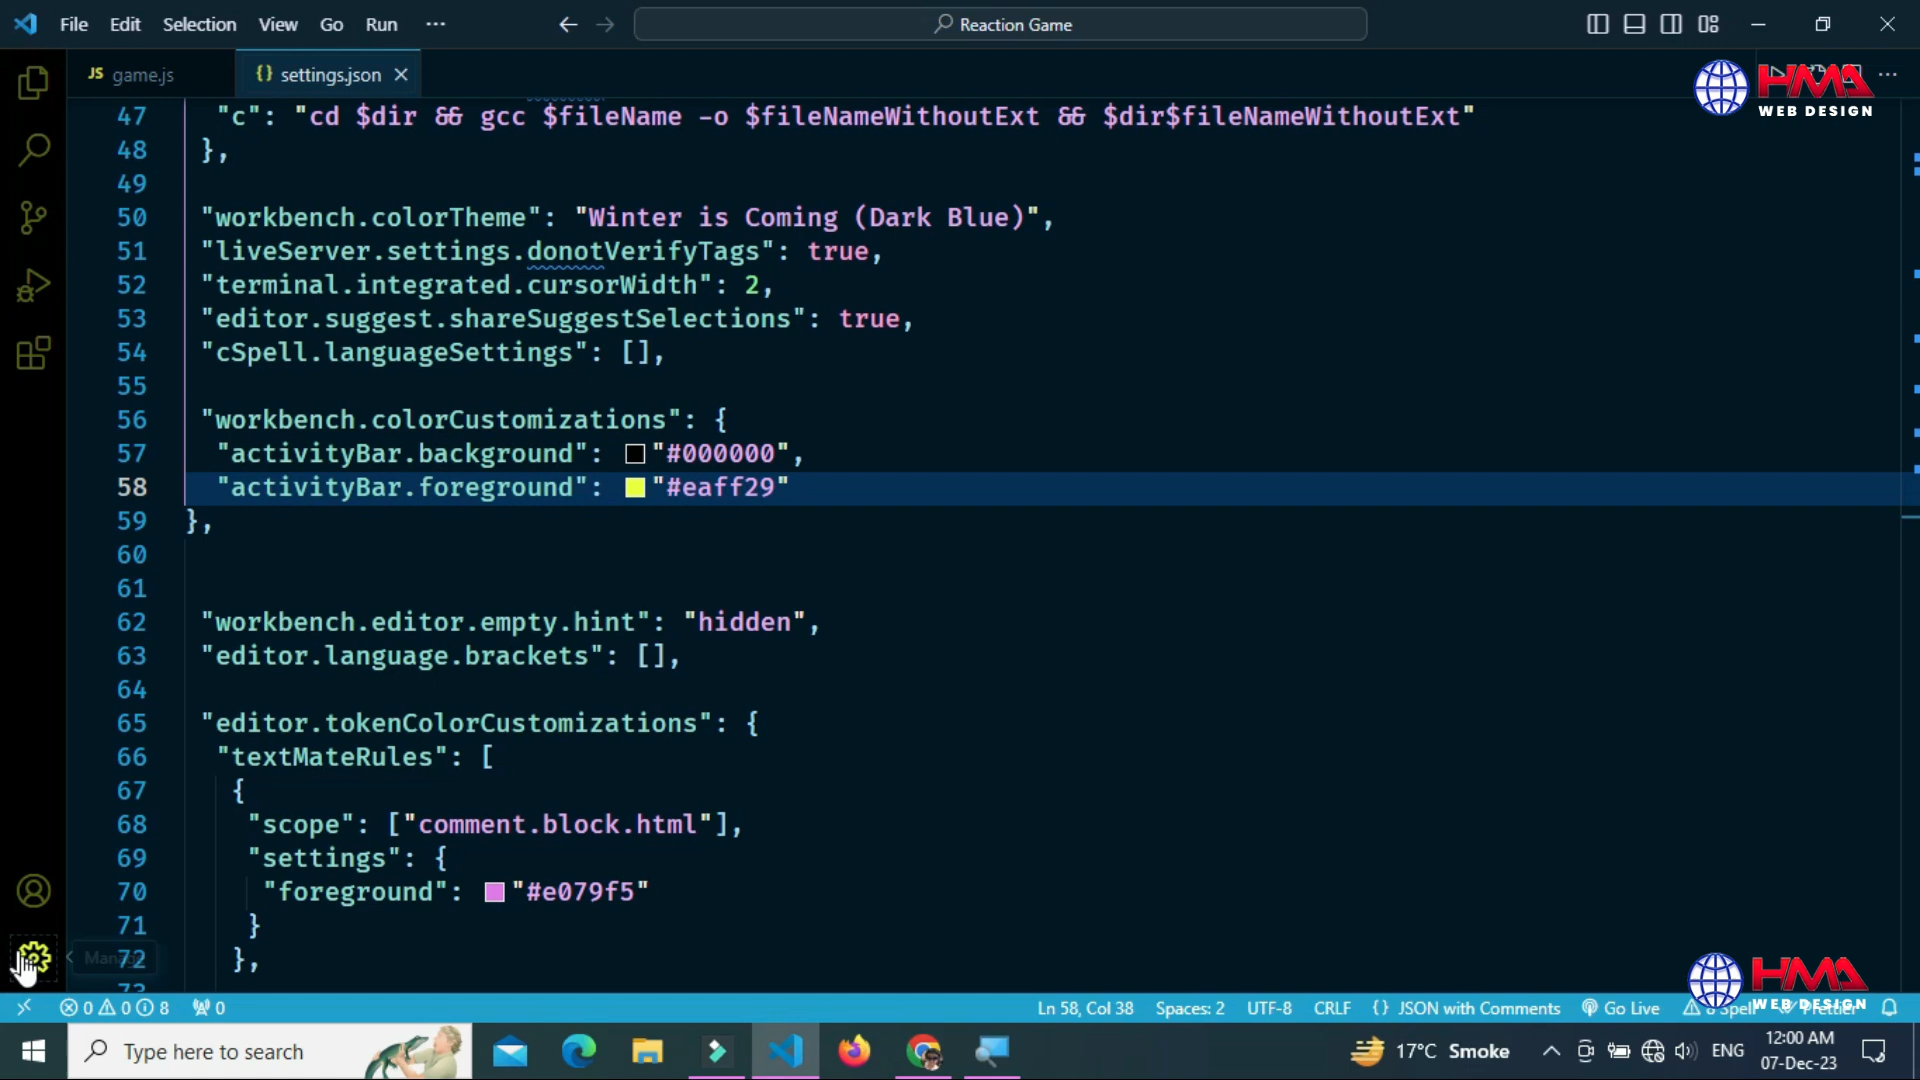 File Edit Selection View Go Run ···
Reaction Game
JS game.js
{} settings.json
HMA
WEB DESIGN
47 "c": "cd $dir && gcc $fileName -o $fileNameWithoutExt && $dir$fileNameWithoutExt"
48 },
49
50 "workbench.colorTheme": "Winter is Coming (Dark Blue)",
51 "liveServer.settings.donotVerifyTags": true,
52 "terminal.integrated.cursorWidth": 2,
53 "editor.suggest.shareSuggestSelections": true,
54 "cSpell.languageSettings": [],
55
56 "workbench.colorCustomizations": {
57 "activityBar.background": "#000000",
58 "activityBar.foreground": "#eaff29"
59 },
60
61
62 "workbench.editor.empty.hint": "hidden",
63 "editor.language.brackets": [],
64
65 "editor.tokenColorCustomizations": {
66 "textMateRules": [
67 {
68 "scope": ["comment.block.html"],
69 "settings": {
70 "foreground": "#e079f5"
71 }
Manage
72 },
73
HMA
WEB DESIGN
0 0 8 0
Ln 58, Col 38 Spaces: 2 UTF-8 CRLF {} JSON with Comments Go Live 8 Spell Prettier
Type here to search
17°C Smoke
ENG
12:00 AM
07-Dec-23